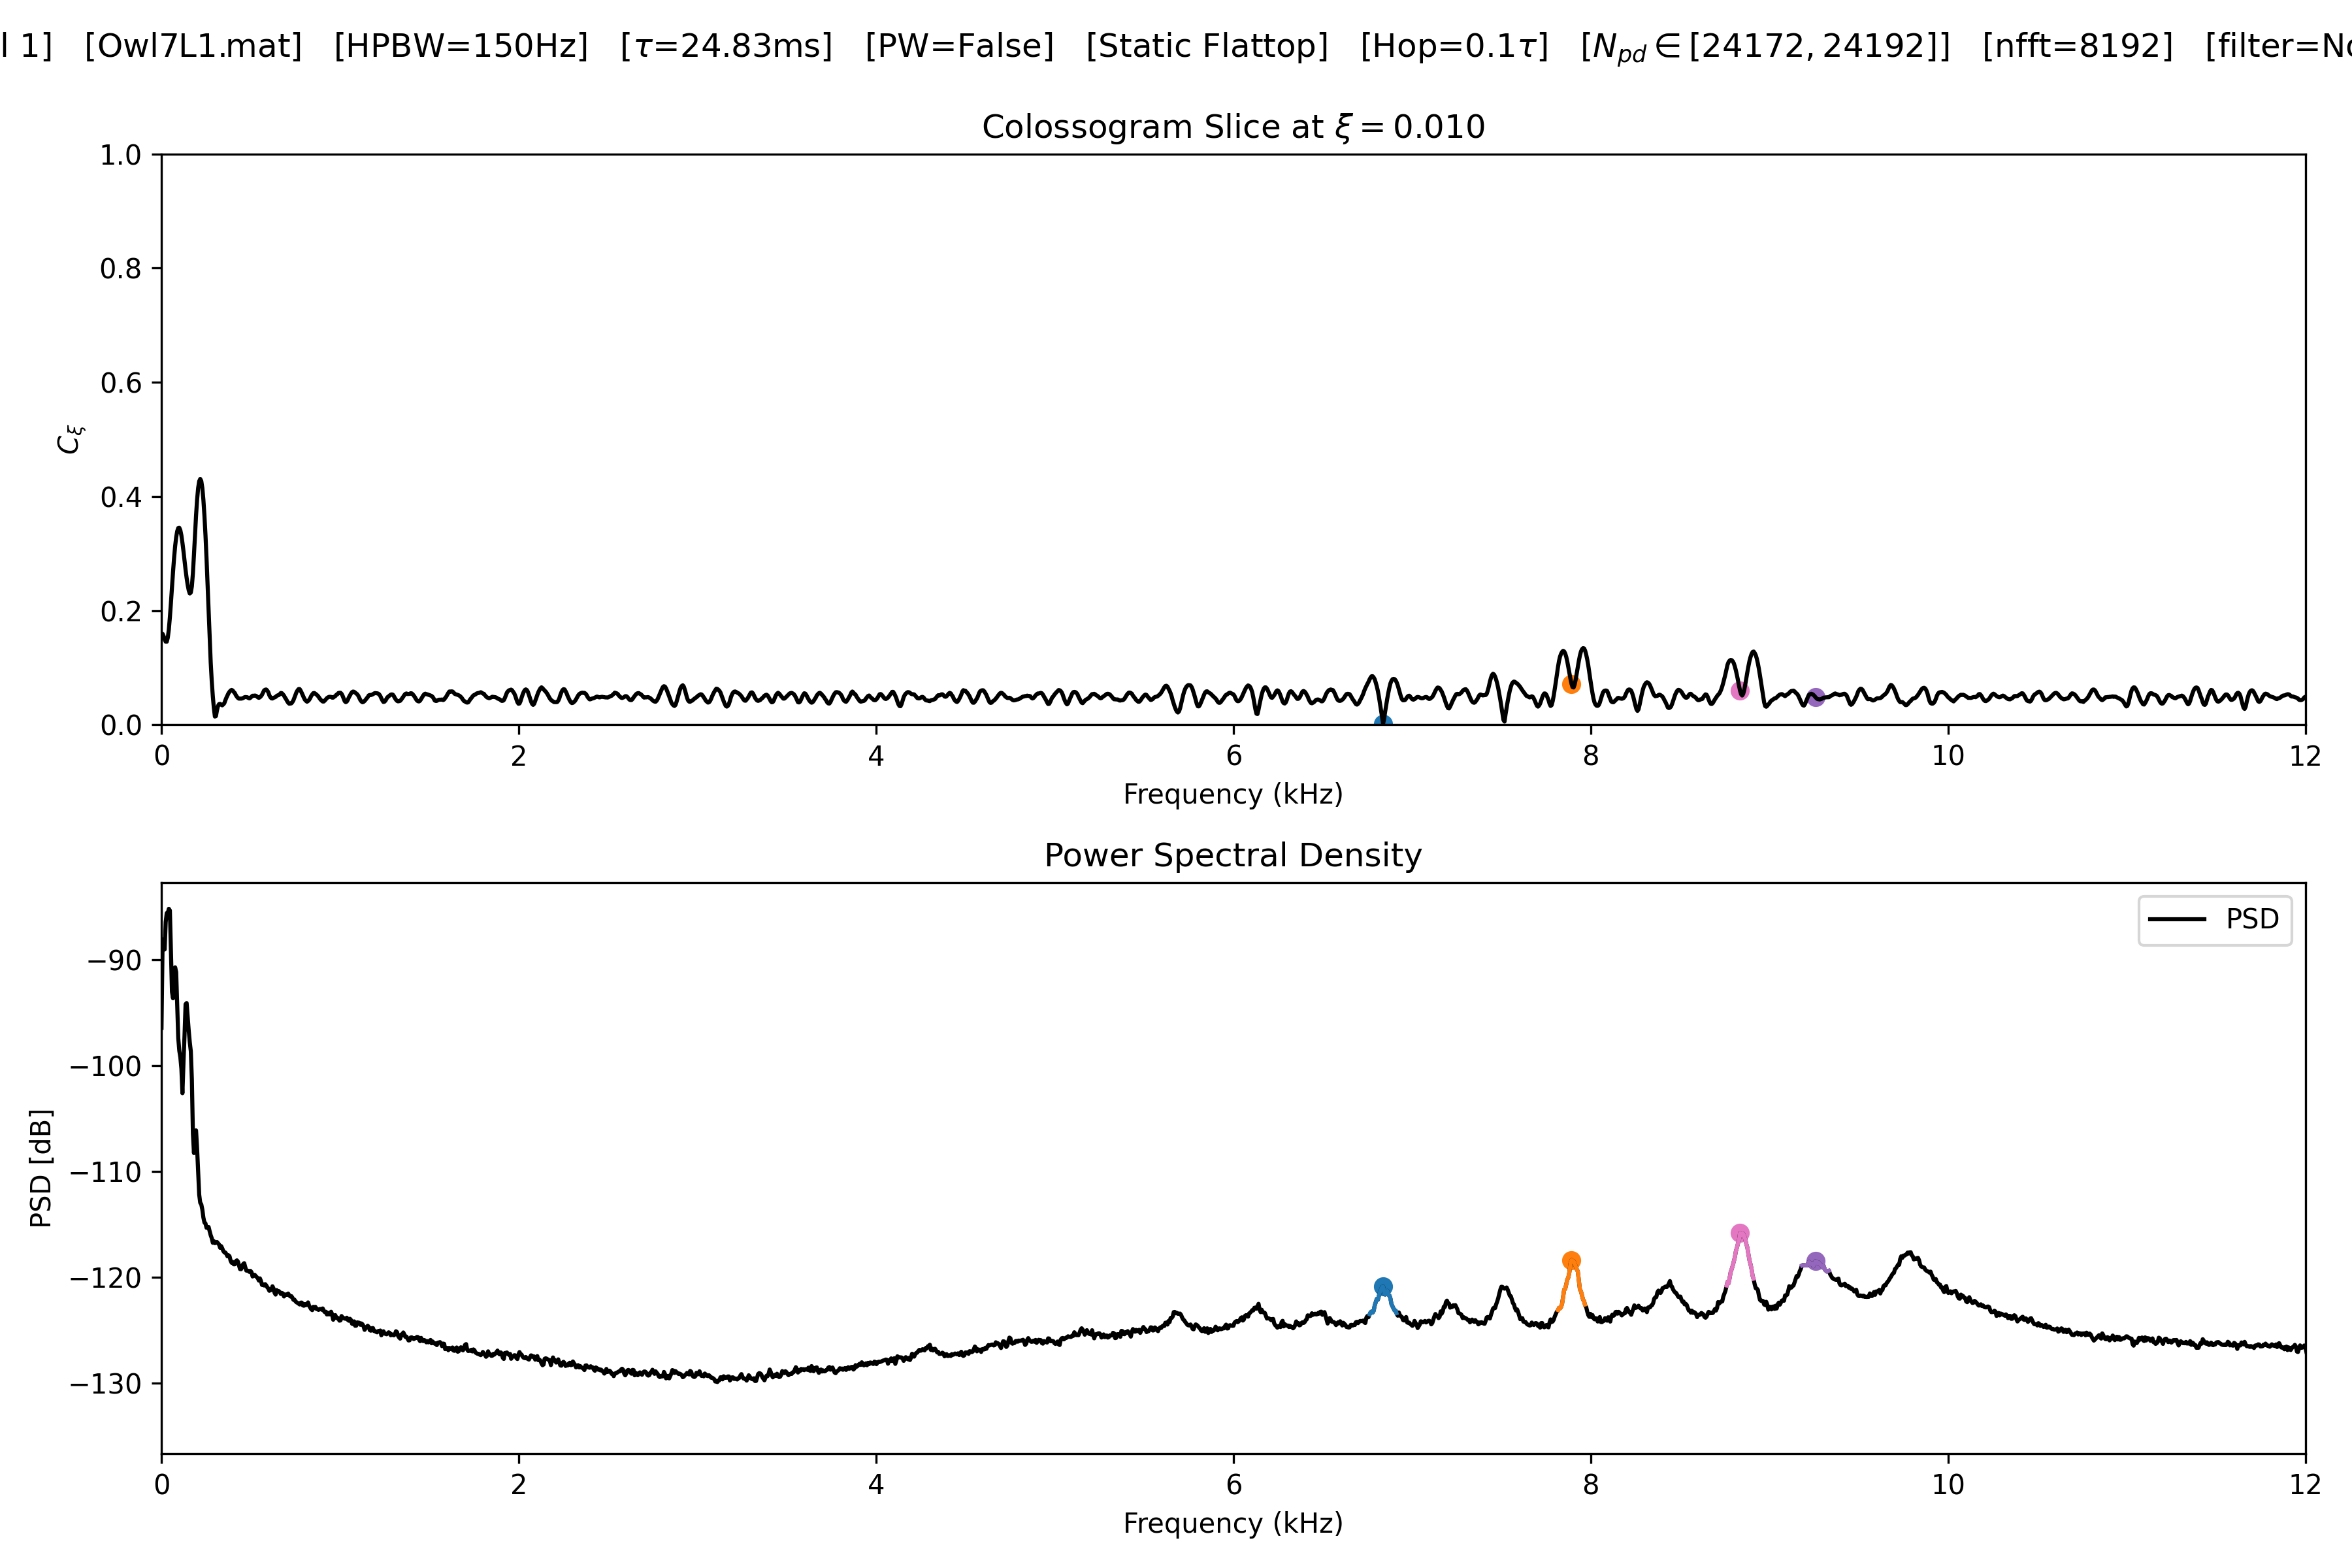 l 1] [Owl7L1.mat] [HPBW=150Hz] [τ=24.83ms] [PW=False] [Static Flattop] [Hop=0.1τ] [N_pd ∈ [24172, 24192]] [nfft=8192] [filter=No
Colossogram Slice at ξ = 0.010
1.0
0.8
0.6
0.4
0.2
0.0
C_ξ
0 2 4 6 8 10 12
Frequency (kHz)
Power Spectral Density
PSD
−90
−100
−110
−120
−130
PSD [dB]
0 2 4 6 8 10 12
Frequency (kHz)